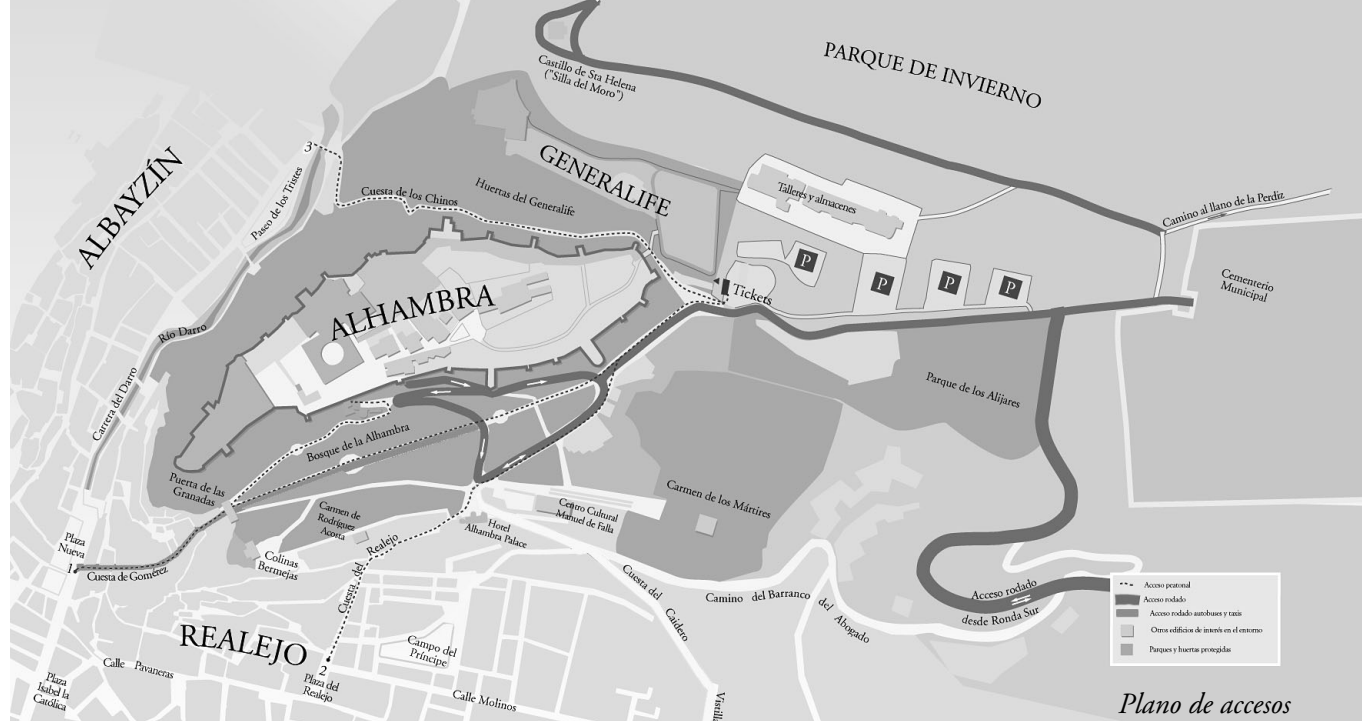 PARQUE DE INVIERNO
Castillo de Sta Helena
("Silla del Moro")
3
ALBAYZÍN
Paseo de los Tristes
Cuesta de los Chinos
Huertas del Generalife
GENERALIFE
Talleres y almacenes
Camino al llano de la Perdiz
Cementerio
Municipal
P
P
P
P
Tickets
ALHAMBRA
Río Darro
Carrera del Darro
Parque de los Alijares
Bosque de la Alhambra
Puerta de las
Granadas
Carmen de
Rodríguez
Acosta
Carmen de los Mártires
Centro Cultural
Manuel de Falla
Hotel
Alhambra Palace
Plaza
Nueva
1
Cuesta de Gomérez
Colinas
Bermejas
Cuesta del Realejo
Cuesta del Caidero
Camino del Barranco del Abogado
Acceso rodado
desde Ronda Sur
REALEJO
Campo del
Príncipe
2
Plaza del
Realejo
Calle Pavaneras
Calle Molinos
Plaza
Isabel la
Católica
Vistilla
Acceso peatonal
Acceso rodado
Acceso rodado autobuses y taxis
Otros edificios de interés en el entorno
Parques y huertas protegidas
Plano de accesos